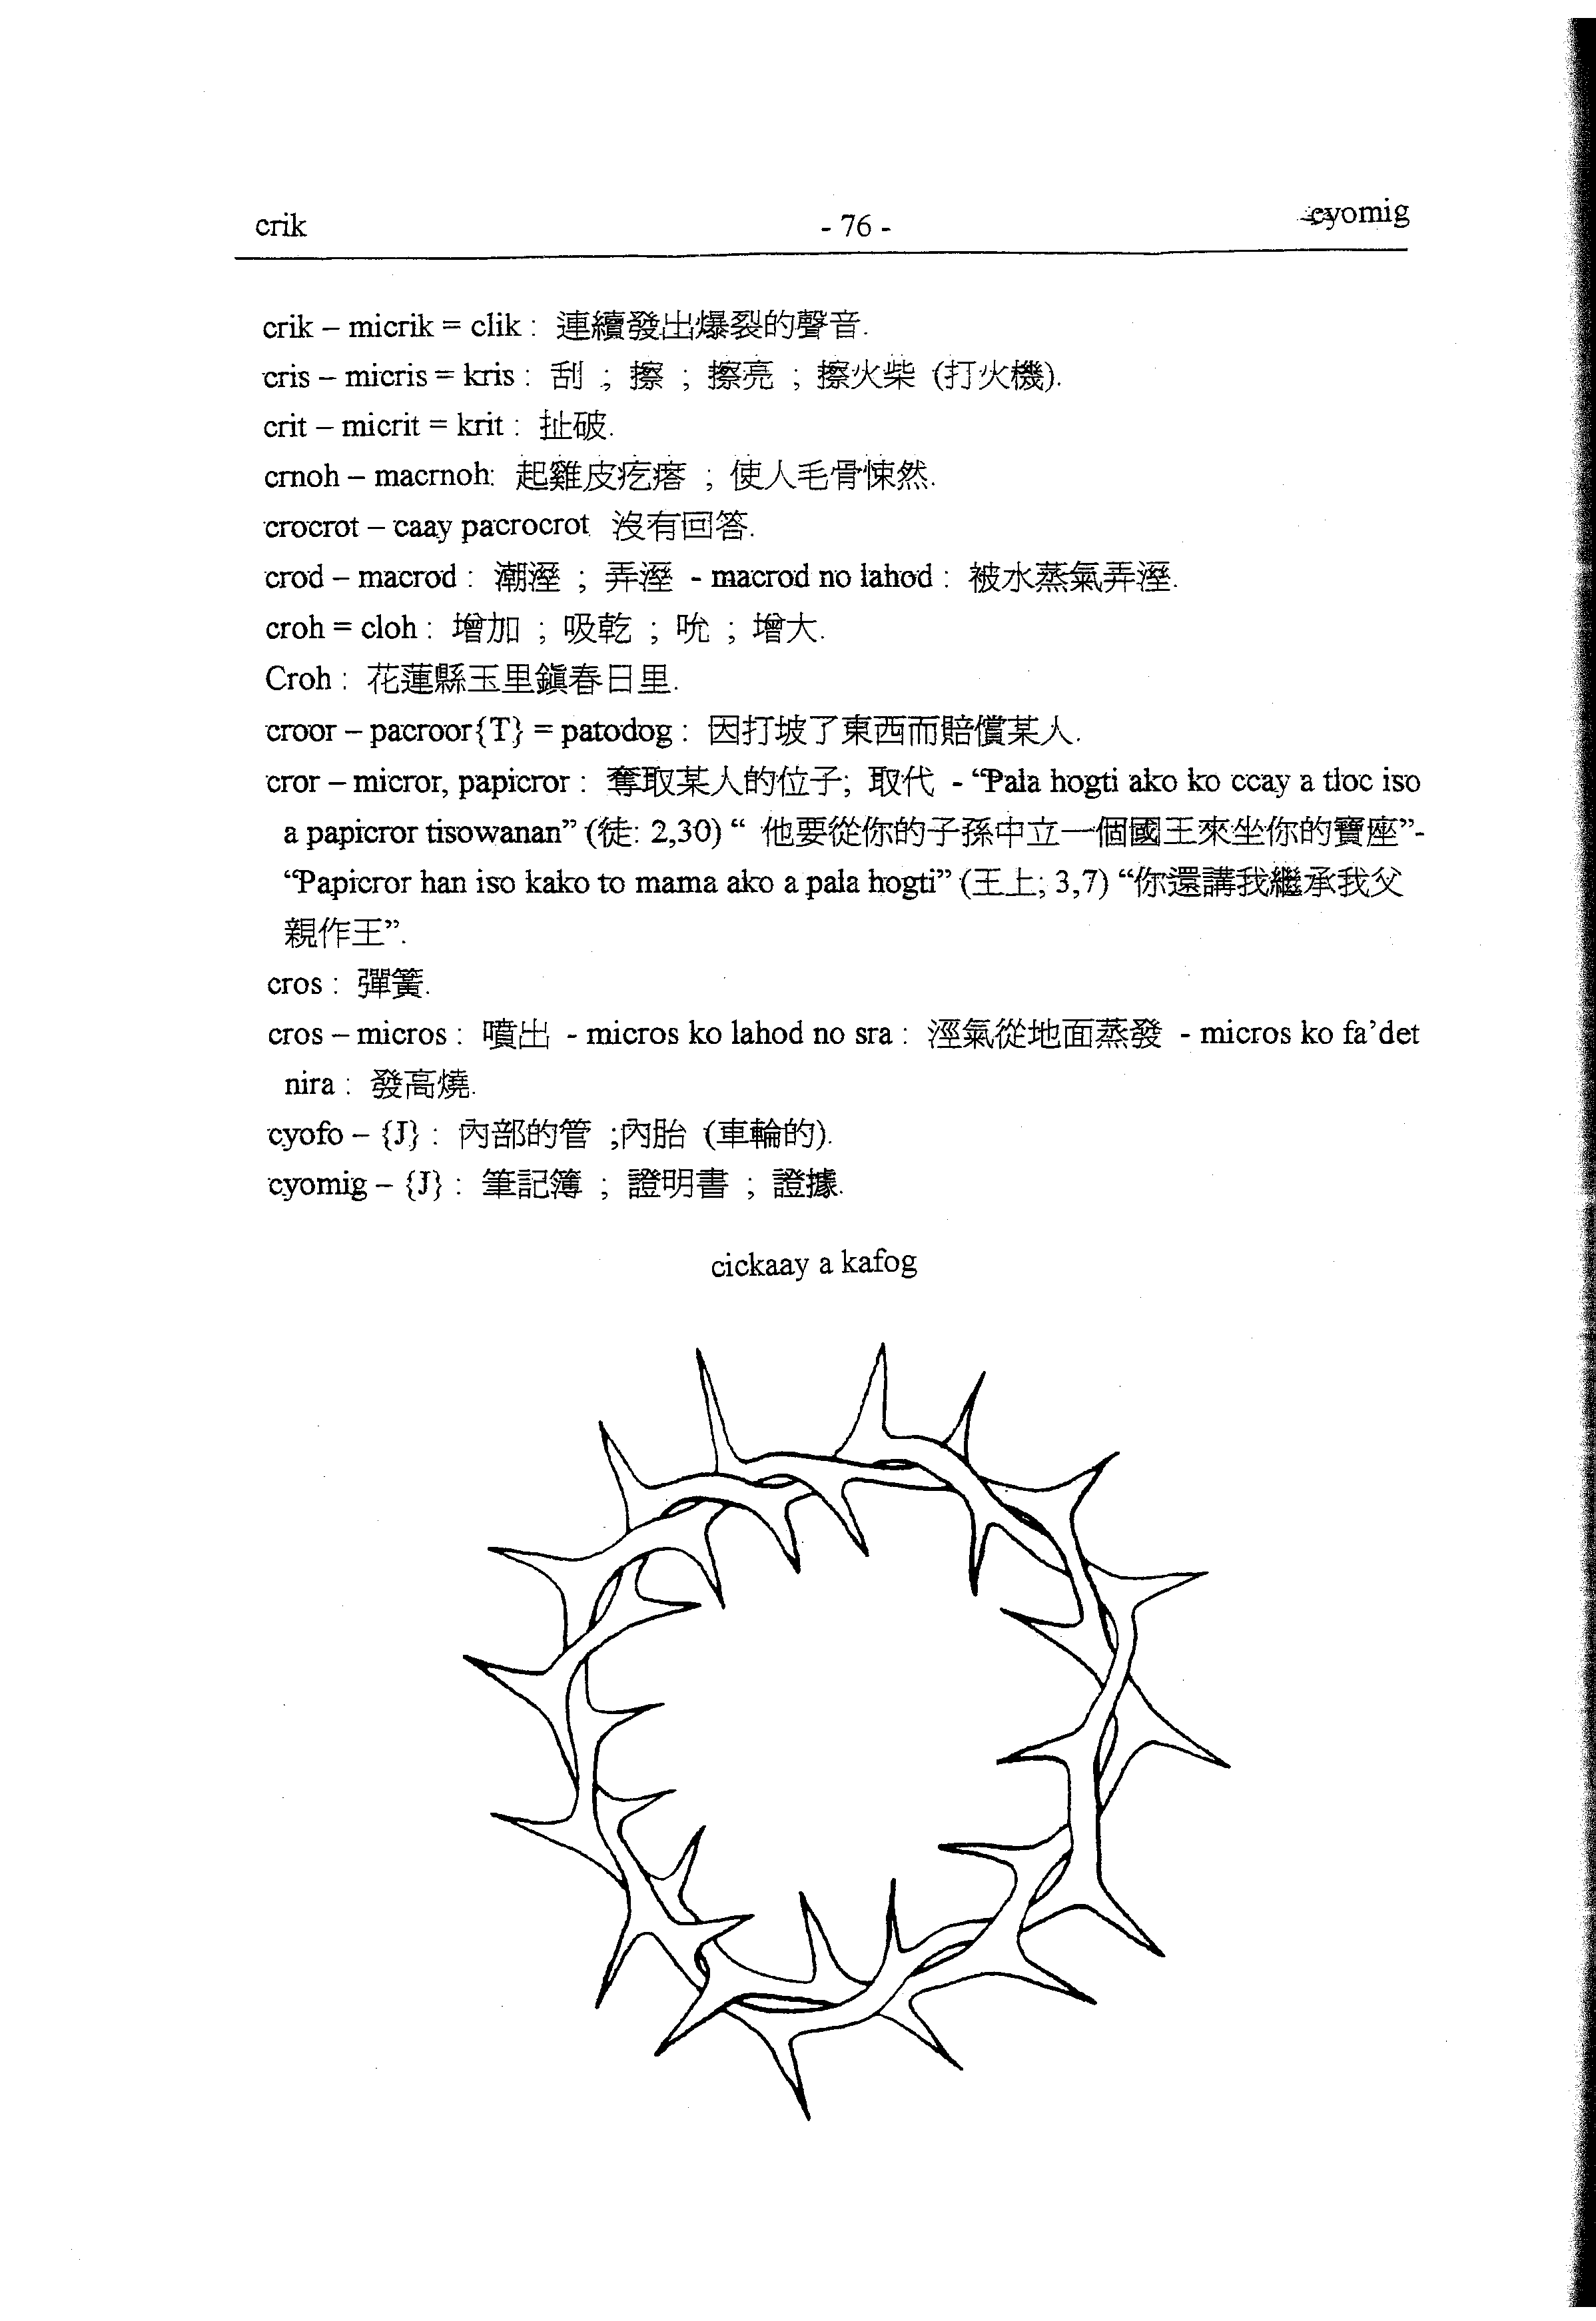 crik
- 76 -
cyomig
crik – micrik = clik : 連續發出爆裂的聲音.
cris – micris = kris : 刮 ; 擦 ; 擦亮 ; 擦火柴 (打火機).
crit – micrit = krit : 扯破.
crnoh – macrnoh: 起雞皮疙瘩 ; 使人毛骨悚然.
crocrot – caay pacrocrot 沒有回答.
crod – macrod : 潮溼 ; 弄溼 - macrod no lahod : 被水蒸氣弄溼.
croh = cloh : 增加 ; 吸乾 ; 吮 ; 增大.
Croh : 花蓮縣玉里鎮春日里.
croor – pacroor{T} = patodog : 因打坡了東西而賠償某人.
cror – micror, papicror : 奪取某人的位子; 取代 - “Pala hogti ako ko ccay a tloc iso
a papicror tisowanan” (徒: 2,30) “ 他要從你的子孫中立一個國王來坐你的寶座”-
“Papicror han iso kako to mama ako a pala hogti” (王上; 3,7) “你還講我繼承我父
親作王”.
cros : 彈簧.
cros – micros : 噴出 - micros ko lahod no sra : 溼氣從地面蒸發 - micros ko fa’det
nira : 發高燒.
cyofo – {J} : 內部的管 ;內胎 (車輪的).
cyomig – {J} : 筆記簿 ; 證明書 ; 證據.
cickaay a kafog